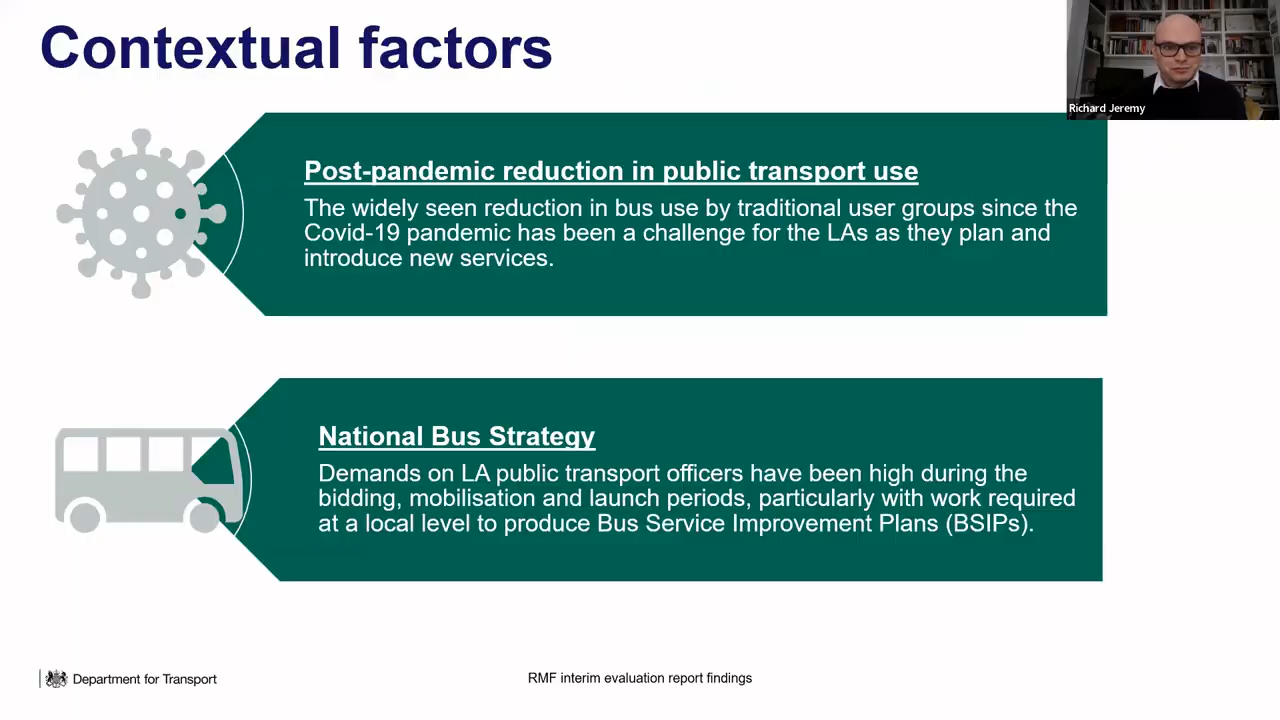 Contextual factors
Richard Jeremy
Post-pandemic reduction in public transport use
The widely seen reduction in bus use by traditional user groups since the
Covid-19 pandemic has been a challenge for the LAs as they plan and
introduce new services.
National Bus Strategy
Demands on LA public transport officers have been high during the
bidding, mobilisation and launch periods, particularly with work required
at a local level to produce Bus Service Improvement Plans (BSIPs).
Department for Transport
RMF interim evaluation report findings